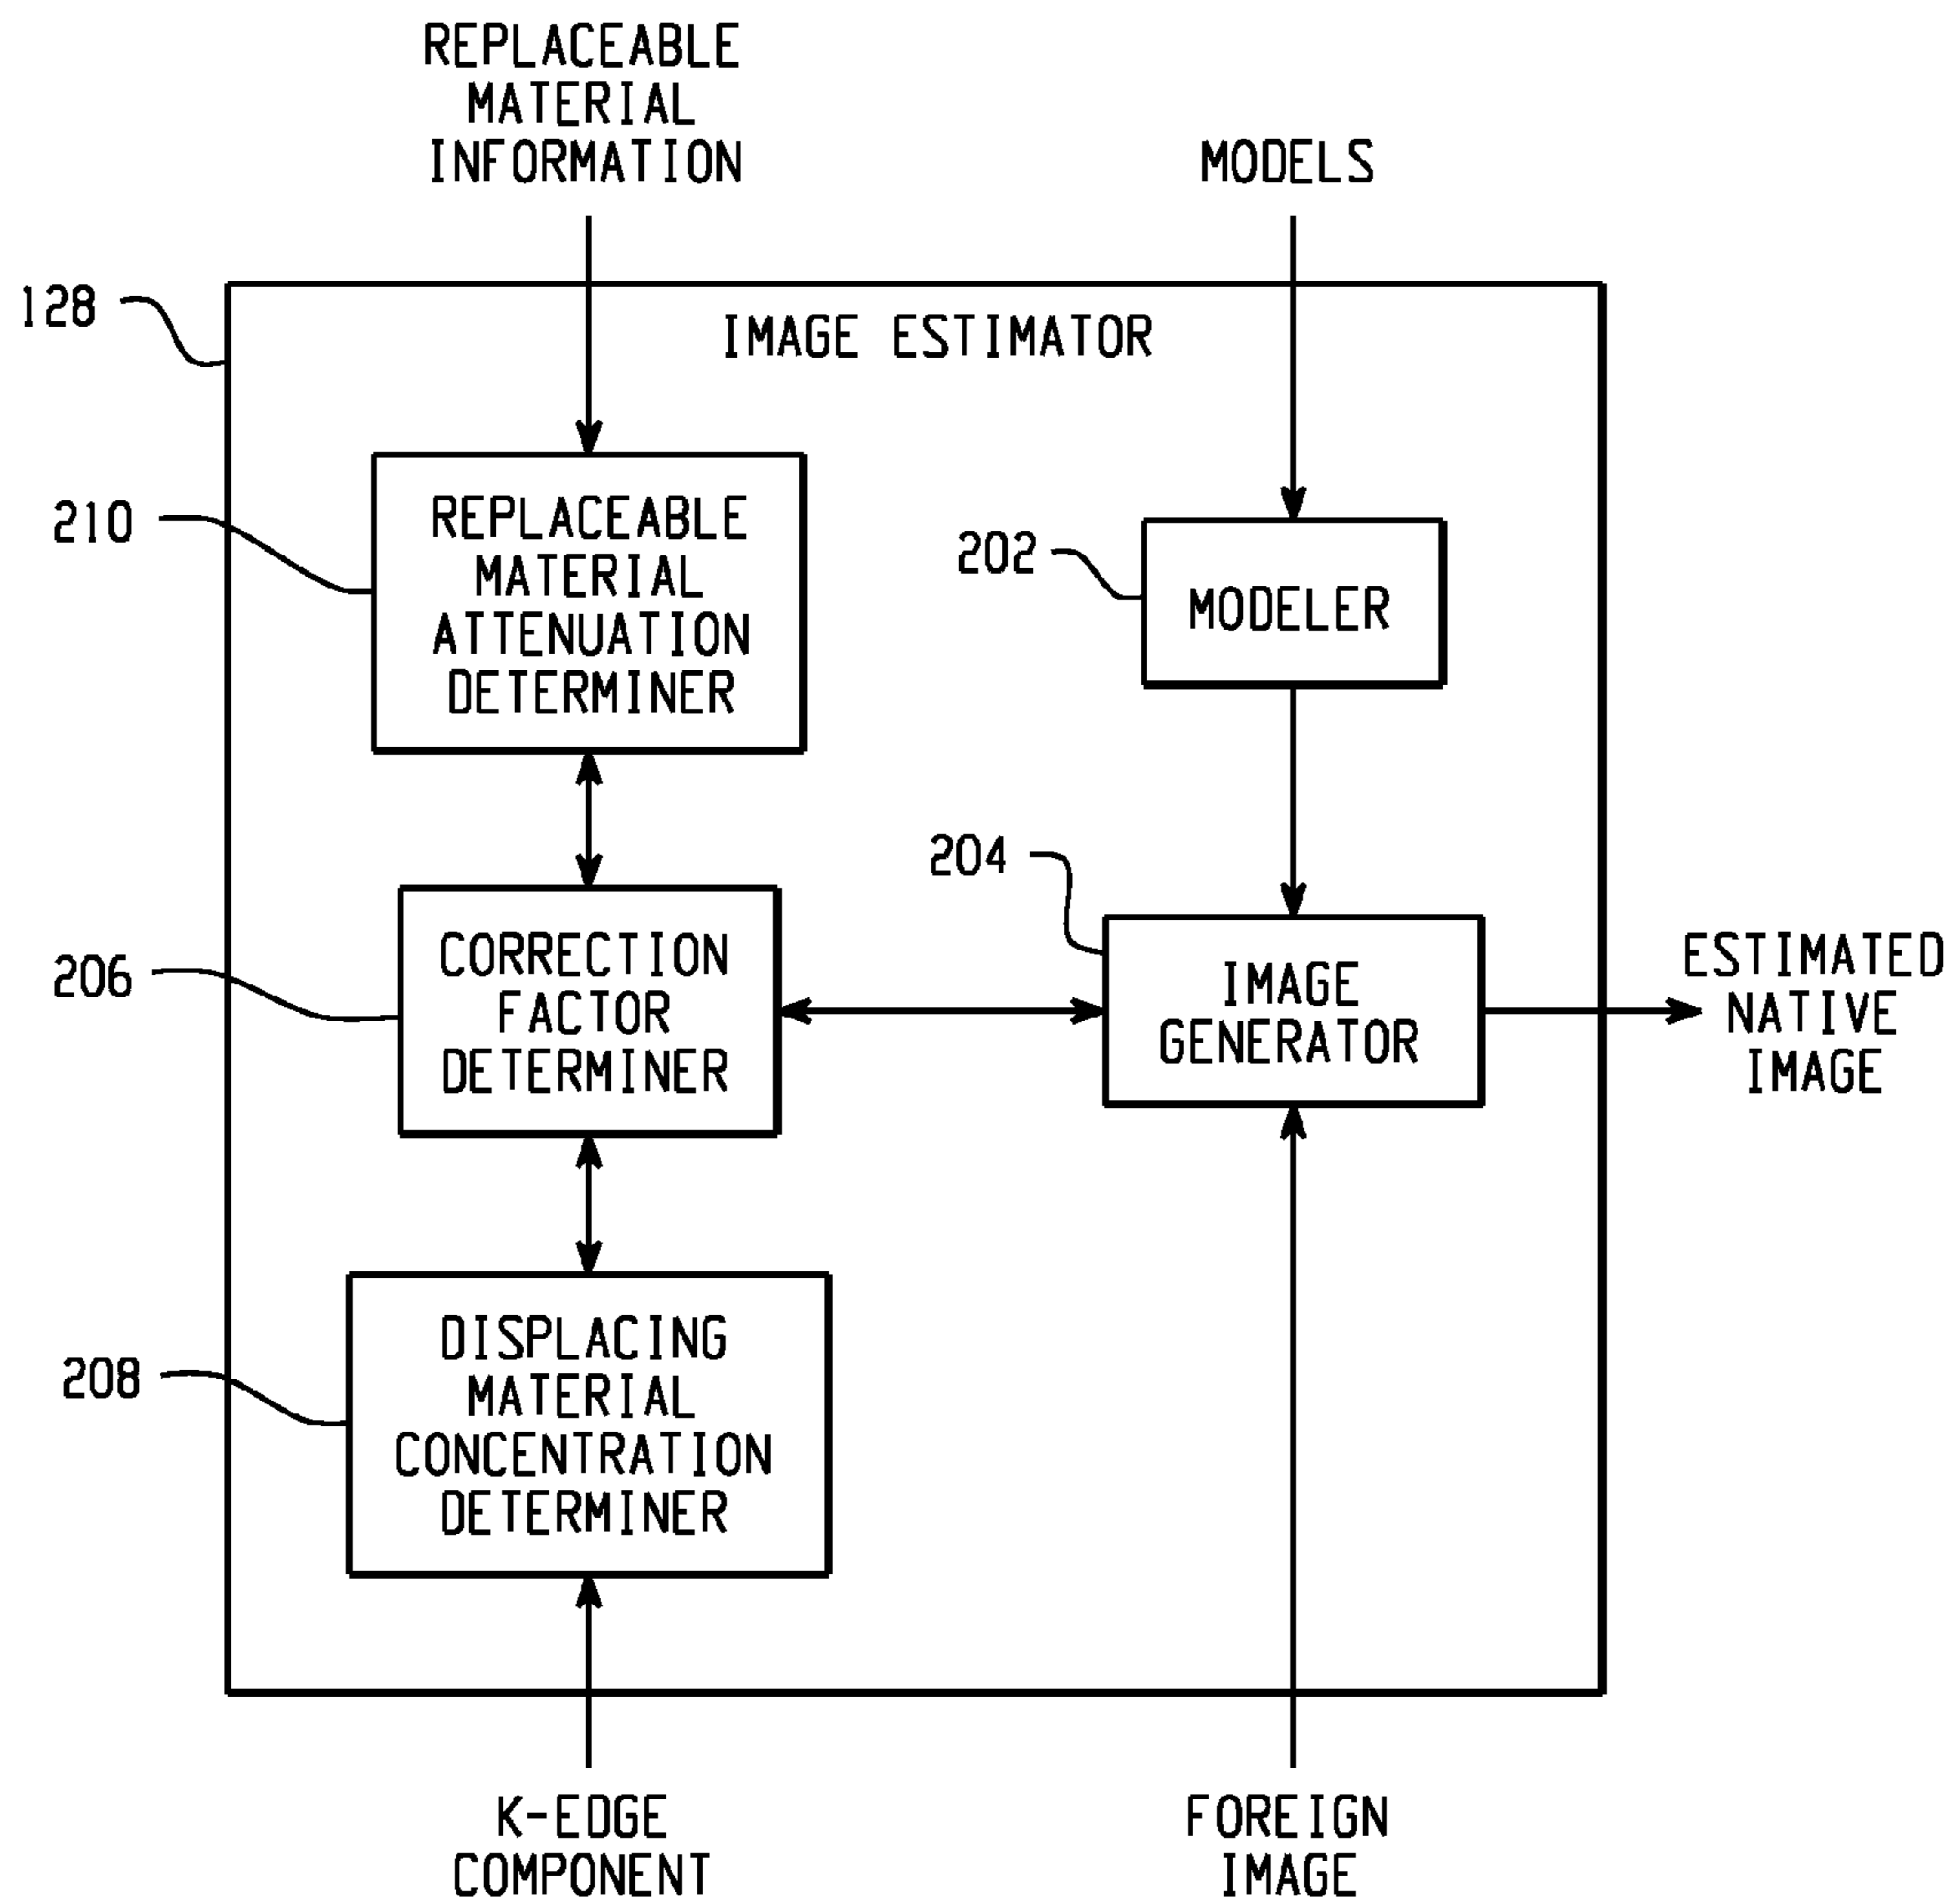 REPLACEABLE
MATERIAL
INFORMATION
MODELS
128
IMAGE ESTIMATOR
210
REPLACEABLE
MATERIAL
ATTENUATION
DETERMINER
202
MODELER
204
206
CORRECTION
FACTOR
DETERMINER
IMAGE
GENERATOR
ESTIMATED
NATIVE
IMAGE
208
DISPLACING
MATERIAL
CONCENTRATION
DETERMINER
K-EDGE
COMPONENT
FOREIGN
IMAGE